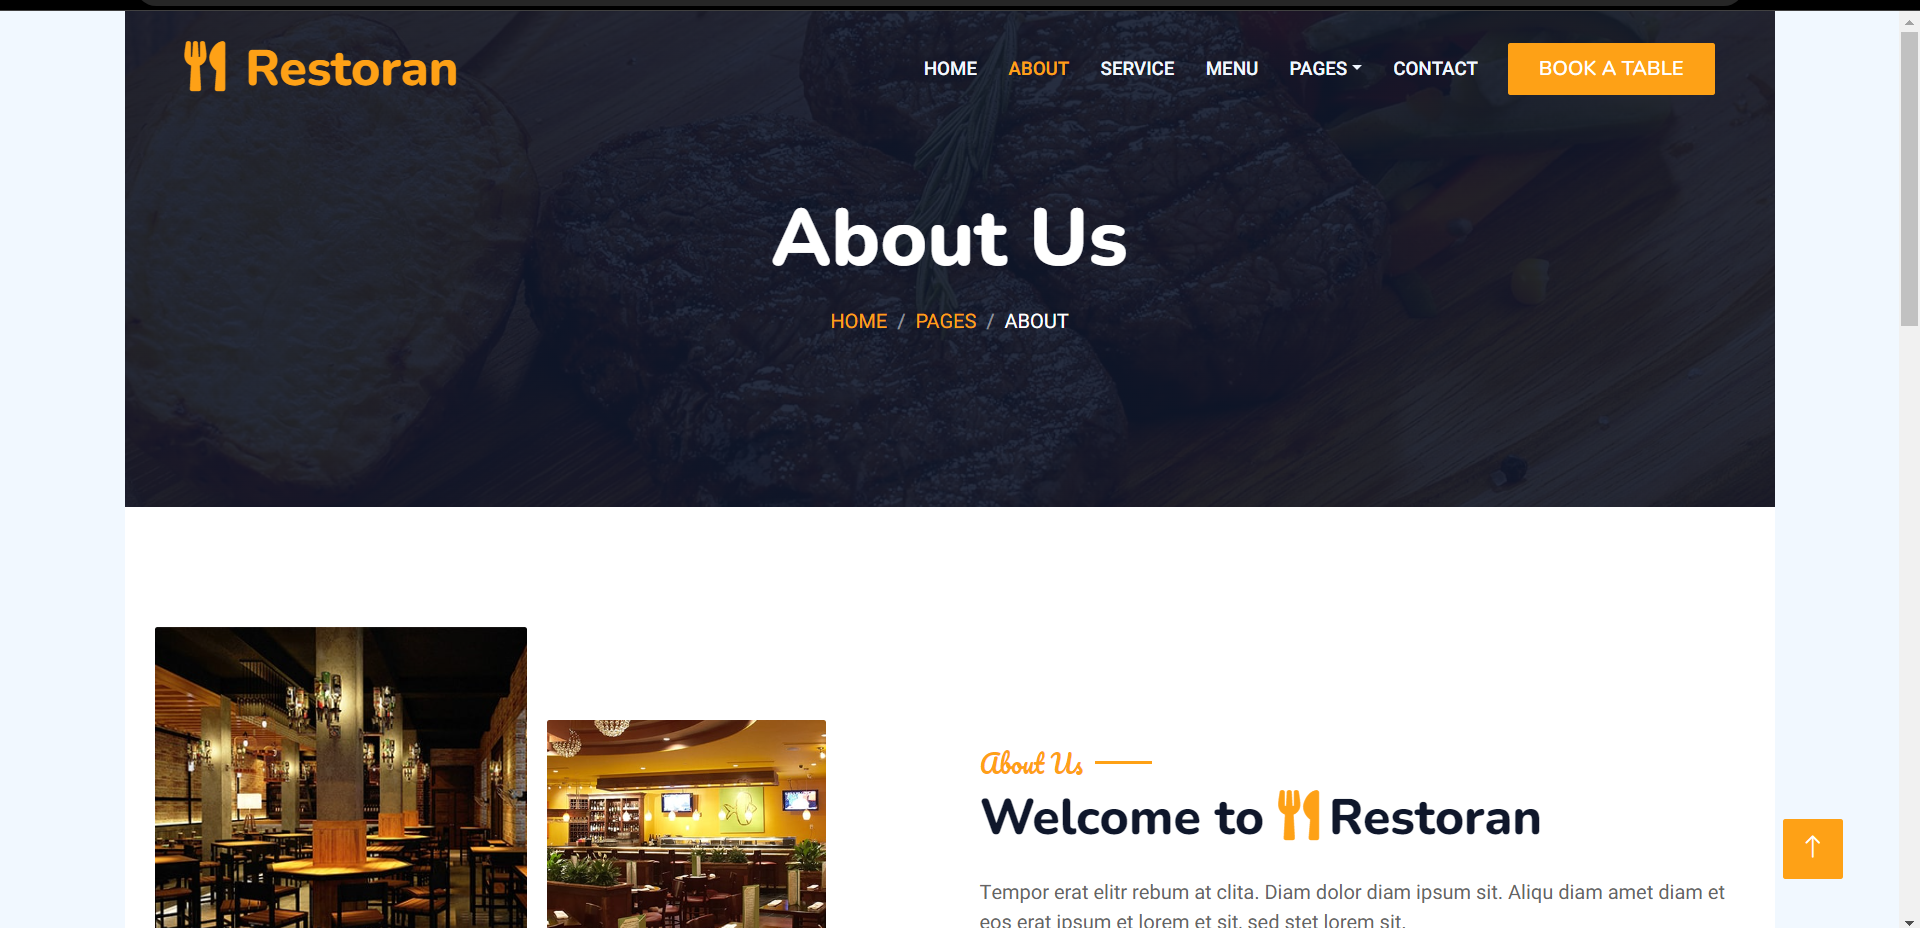 Restoran
HOME ABOUT SERVICE MENU PAGES CONTACT BOOK A TABLE
About Us
HOME / PAGES / ABOUT
About Us
Welcome to Restoran
Tempor erat elitr rebum at clita. Diam dolor diam ipsum sit. Aliqu diam amet diam et
eos erat ipsum et lorem et sit, sed stet lorem sit.